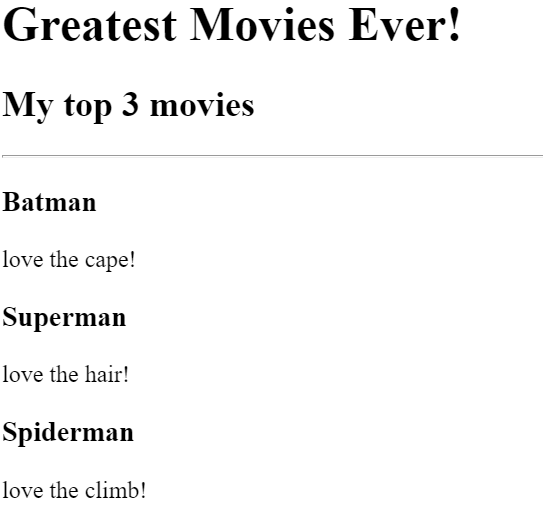 Greatest Movies Ever!
My top 3 movies
Batman
love the cape!
Superman
love the hair!
Spiderman
love the climb!